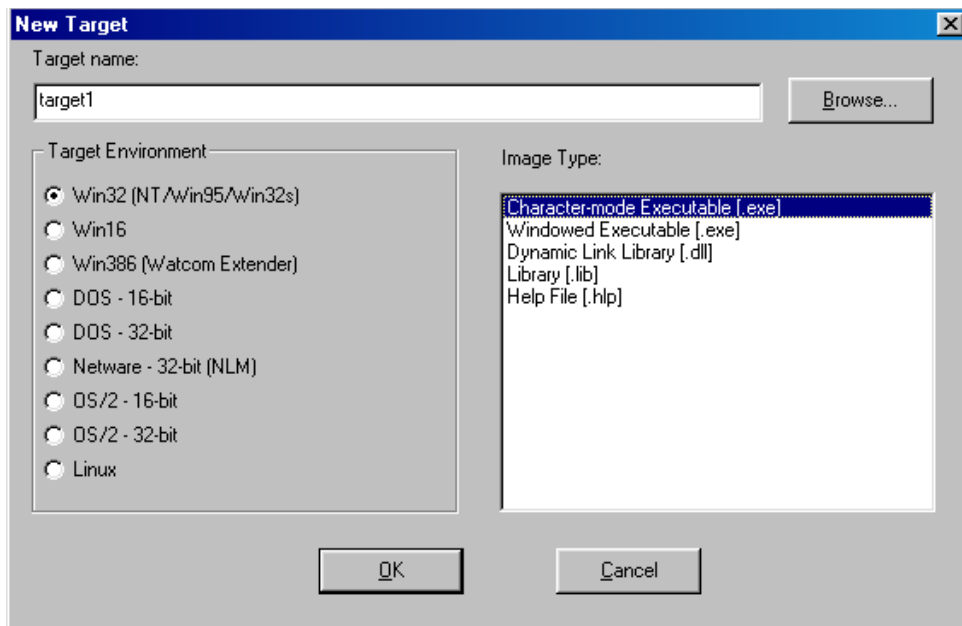 New Target
Target name:
target1
Browse...
Target Environment
Win32 (NT/Win95/Win32s)
Win16
Win386 (Watcom Extender)
DOS - 16-bit
DOS - 32-bit
Netware - 32-bit (NLM)
OS/2 - 16-bit
OS/2 - 32-bit
Linux
Image Type:
Character-mode Executable [.exe]
Windowed Executable [.exe]
Dynamic Link Library [.dll]
Library [.lib]
Help File [.hlp]
OK
Cancel